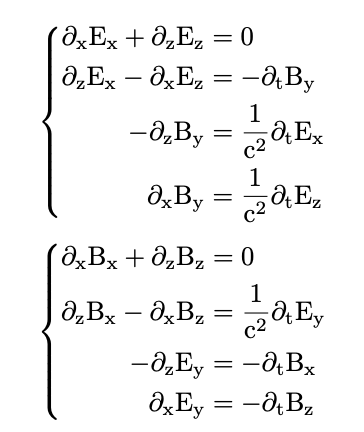 ∂ₓEₓ + ∂_zE_z = 0
∂_zEₓ − ∂ₓE_z = −∂ₜB_y
−∂_zB_y = 1/c² ∂ₜEₓ
∂ₓB_y = 1/c² ∂ₜE_z
∂ₓBₓ + ∂_zB_z = 0
∂_zBₓ − ∂ₓB_z = 1/c² ∂ₜE_y
−∂_zE_y = −∂ₜBₓ
∂ₓE_y = −∂ₜB_z